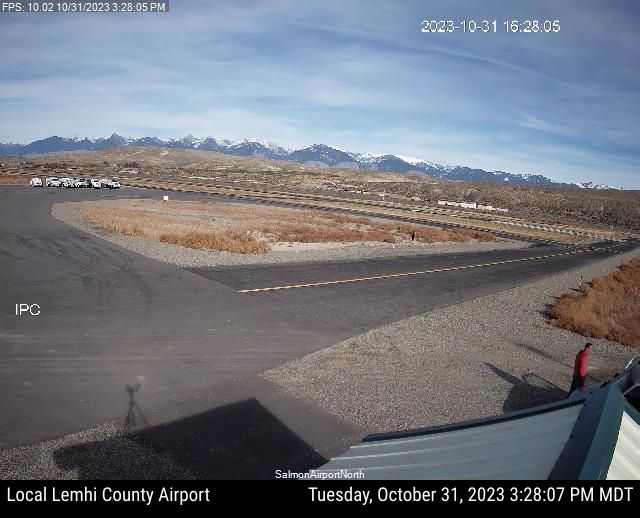 FPS: 10.02 10/31/2023 3:28:05 PM
2023-10-31 16:28:05
IPC
SalmonAirportNorth
Local Lemhi County Airport Tuesday, October 31, 2023 3:28:07 PM MDT